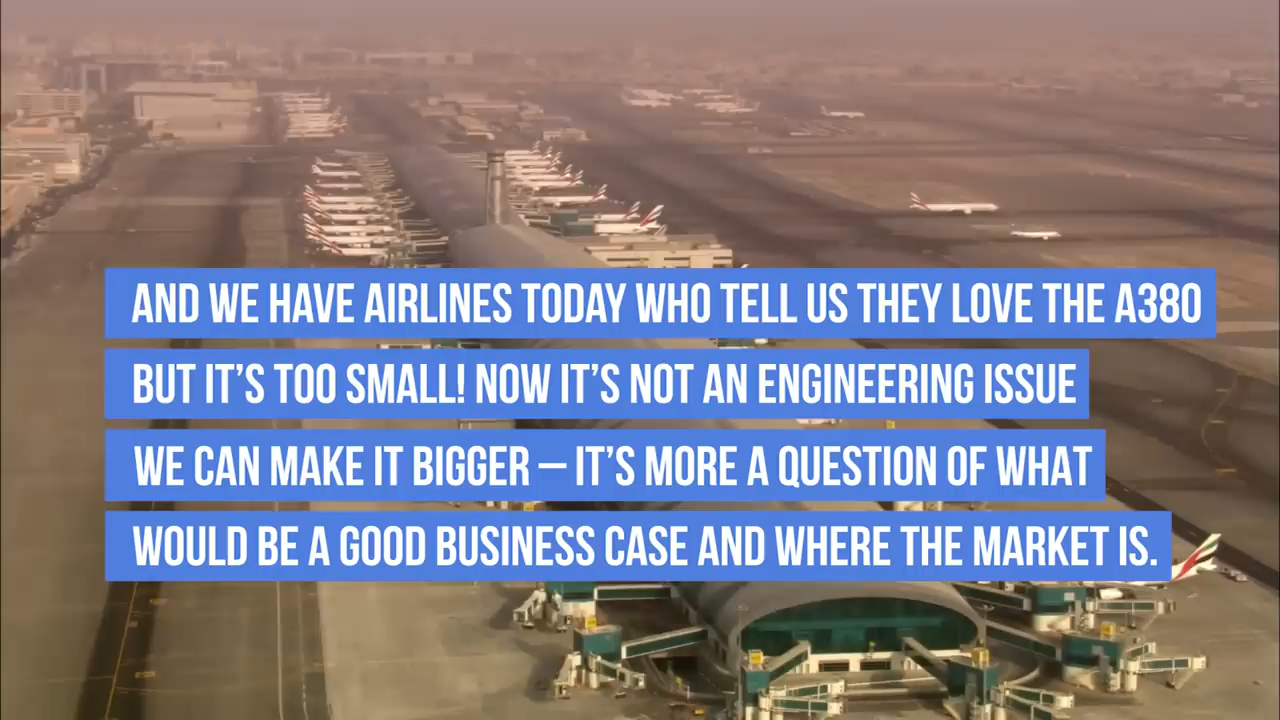 AND WE HAVE AIRLINES TODAY WHO TELL US THEY LOVE THE A380
BUT IT’S TOO SMALL! NOW IT’S NOT AN ENGINEERING ISSUE
WE CAN MAKE IT BIGGER – IT’S MORE A QUESTION OF WHAT
WOULD BE A GOOD BUSINESS CASE AND WHERE THE MARKET IS.